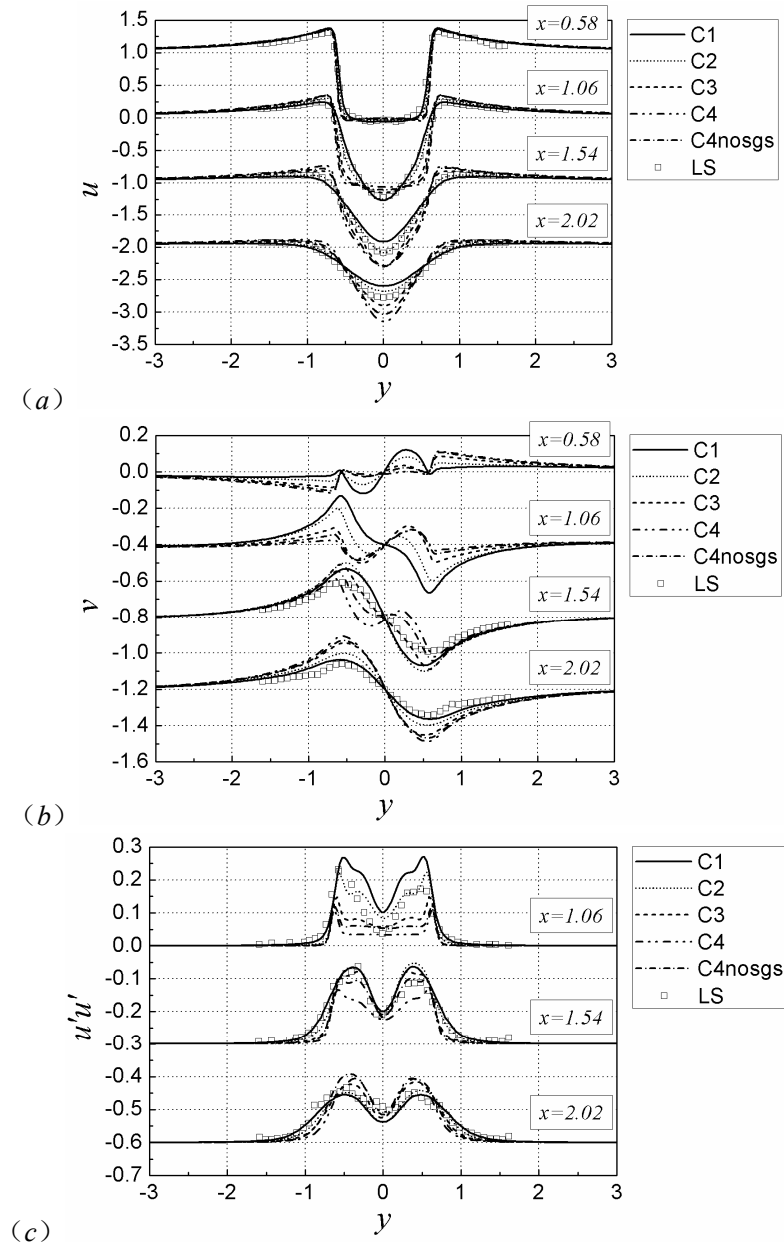 1.5
1.0
0.5
0.0
-0.5
-1.0
-1.5
-2.0
-2.5
-3.0
-3.5
u
x=0.58
x=1.06
x=1.54
x=2.02
-3 -2 -1 0 1 2 3
y
C1
C2
C3
C4
C4nosgs
LS
(a)
0.2
0.0
-0.2
-0.4
-0.6
-0.8
-1.0
-1.2
-1.4
-1.6
v
x=0.58
x=1.06
x=1.54
x=2.02
-3 -2 -1 0 1 2 3
y
C1
C2
C3
C4
C4nosgs
LS
(b)
0.3
0.2
0.1
0.0
-0.1
-0.2
-0.3
-0.4
-0.5
-0.6
-0.7
u'u'
x=1.06
x=1.54
x=2.02
-3 -2 -1 0 1 2 3
y
C1
C2
C3
C4
C4nosgs
LS
(c)